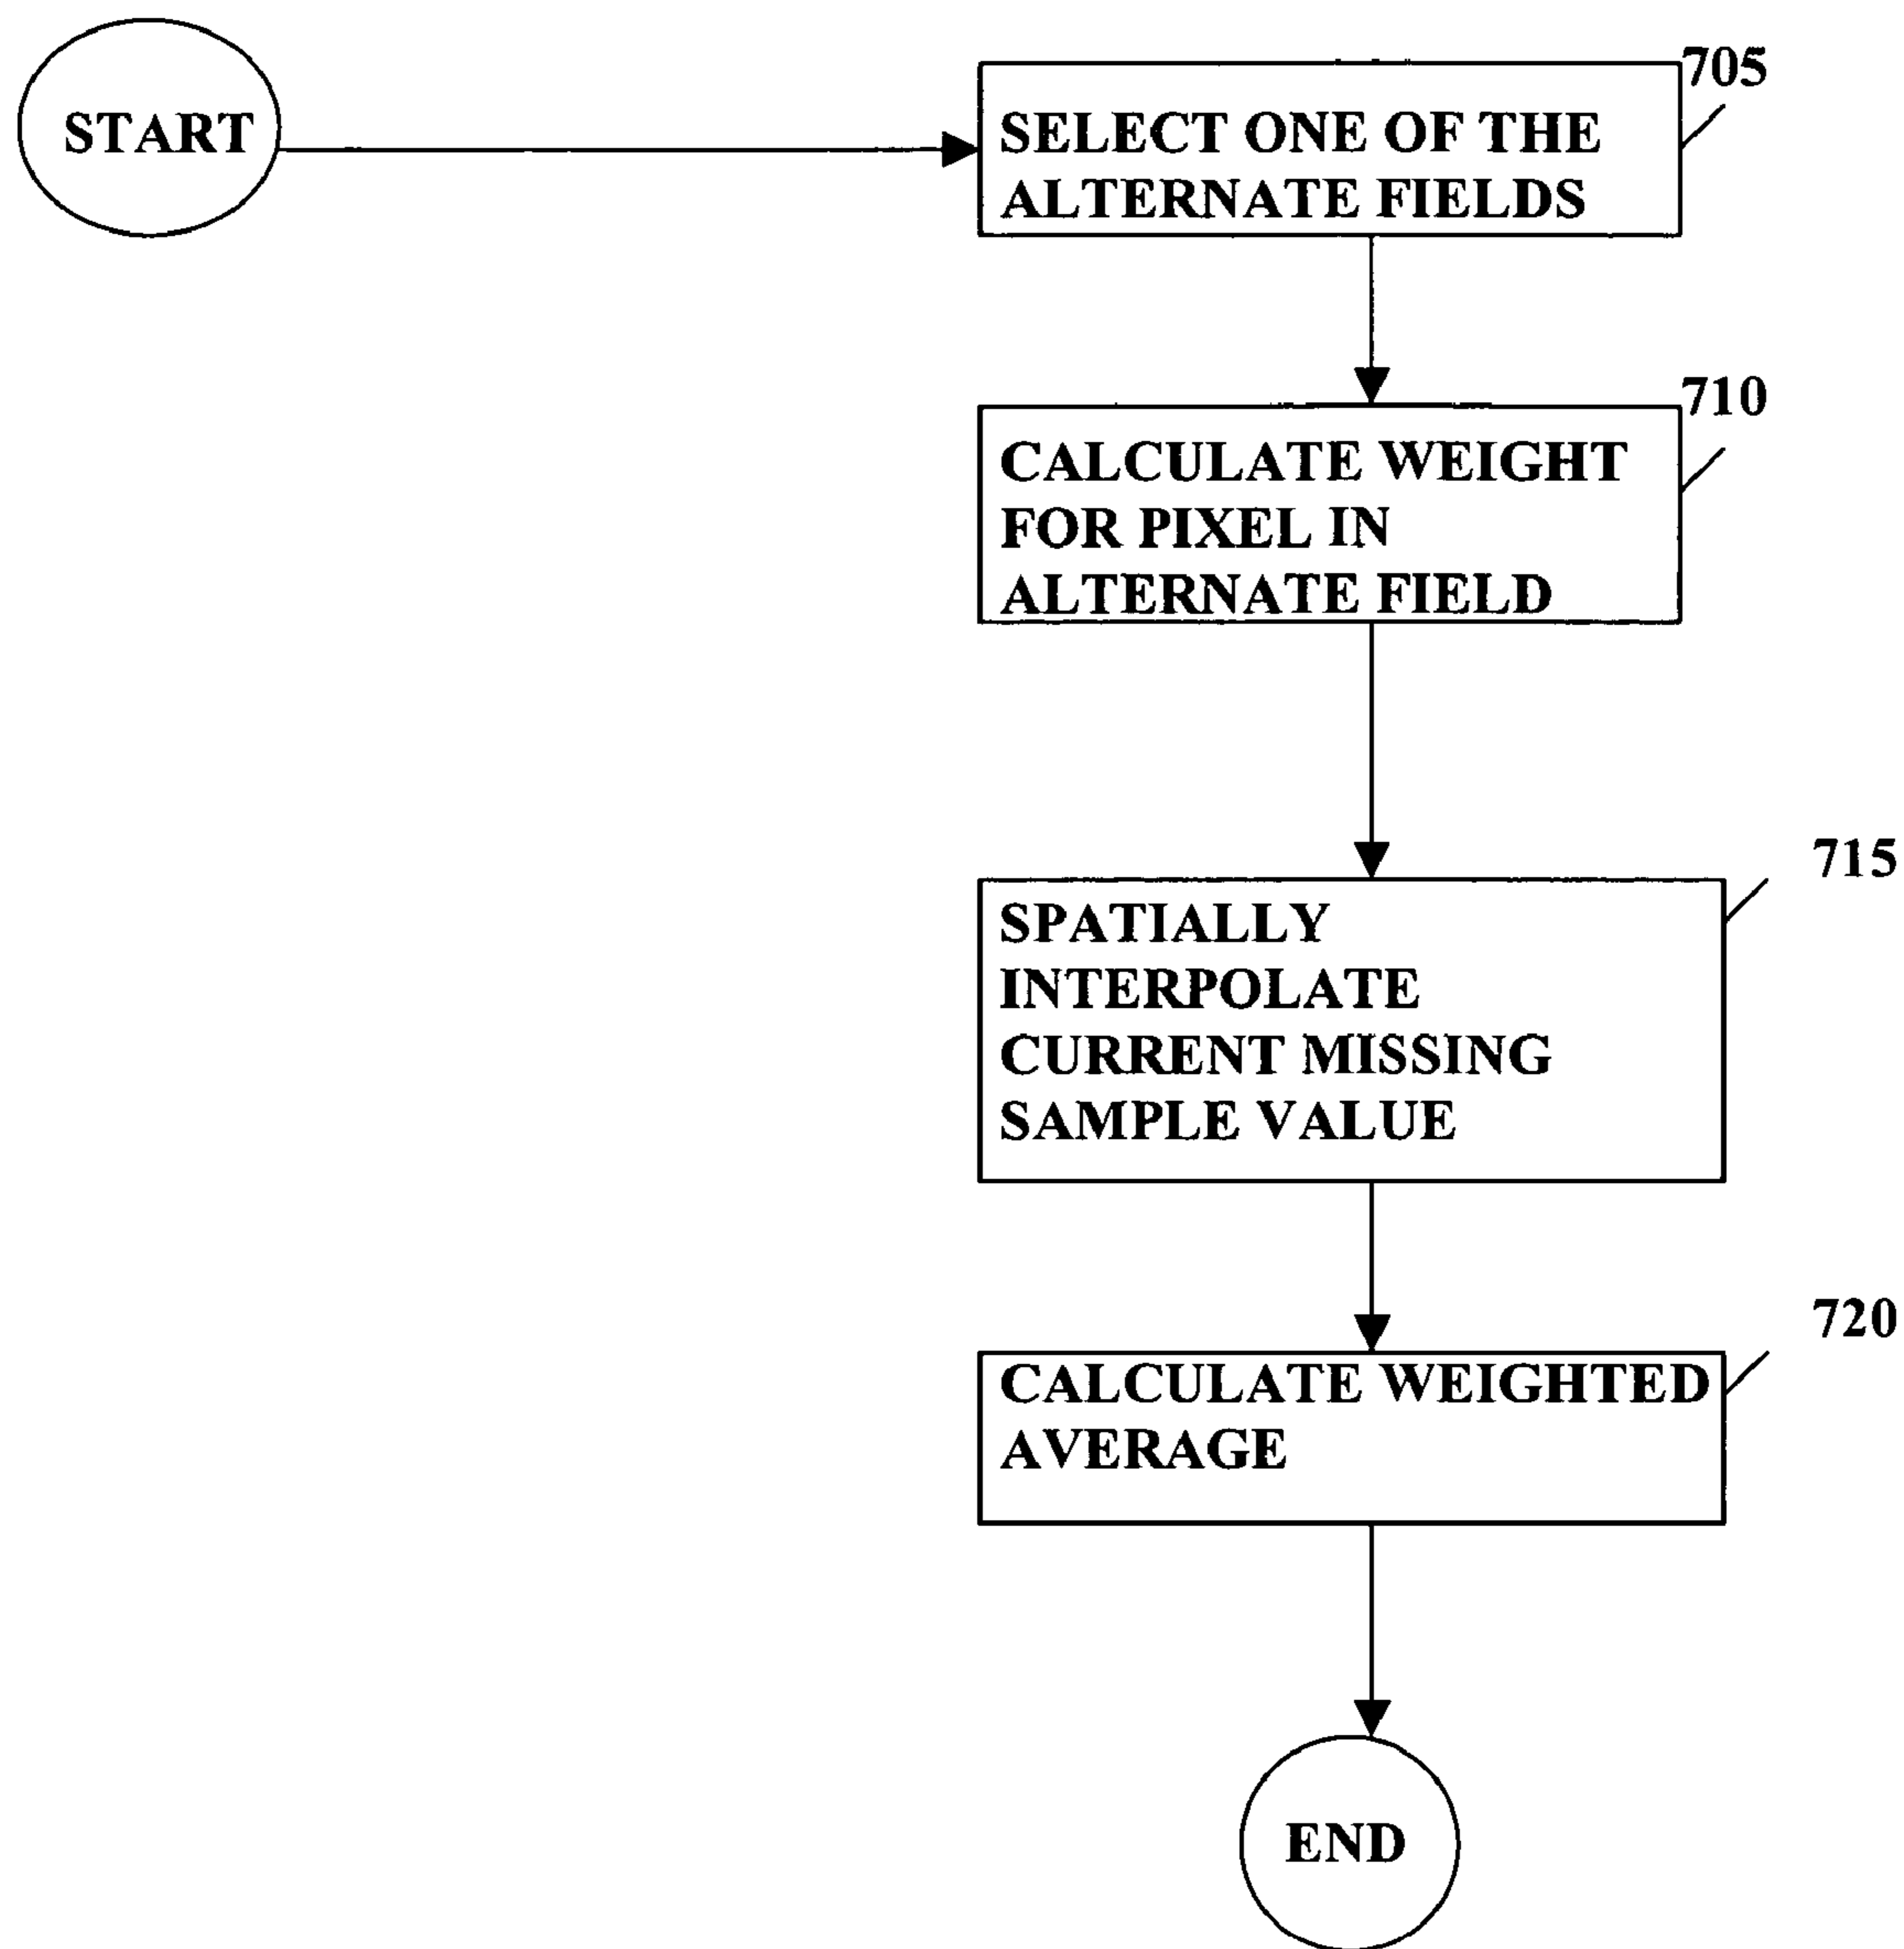 START
705
SELECT ONE OF THE
ALTERNATE FIELDS
710
CALCULATE WEIGHT
FOR PIXEL IN
ALTERNATE FIELD
715
SPATIALLY
INTERPOLATE
CURRENT MISSING
SAMPLE VALUE
720
CALCULATE WEIGHTED
AVERAGE
END